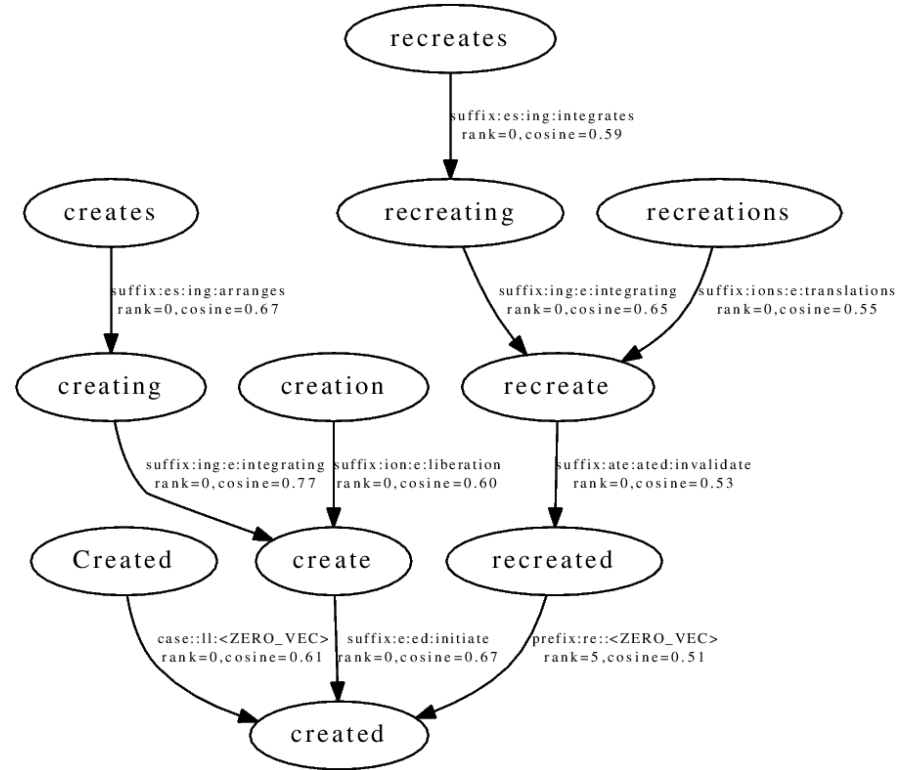 recreates
suffix:es:ing:integrates
rank=0,cosine=0.59
creates
recreating
recreations
suffix:es:ing:arranges
rank=0,cosine=0.67
suffix:ing:e:integrating
rank=0,cosine=0.65
suffix:ions:e:translations
rank=0,cosine=0.55
creating
creation
recreate
suffix:ing:e:integrating
rank=0,cosine=0.77
suffix:ion:e:liberation
rank=0,cosine=0.60
suffix:ate:ated:invalidate
rank=0,cosine=0.53
Created
create
recreated
case::ll:<ZERO_VEC>
rank=0,cosine=0.61
suffix:e:ed:initiate
rank=0,cosine=0.67
prefix:re::<ZERO_VEC>
rank=5,cosine=0.51
created